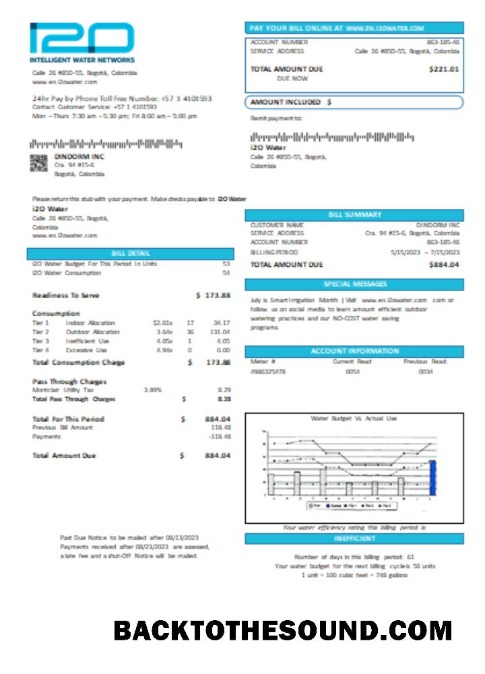 i2O
INTELLIGENT WATER NETWORKS
Calle 26 #85D-55, Bogotá, Colombia
www.en.i2owater.com
24hr Pay by Phone Toll Free Number: +57 1 4101593
Contact Customer Service: +57 1 4101593
Mon – Thurs 7:30 am – 5:30 pm; Fri 8:00 am – 5:00 pm
DINDORM INC
Cra. 94 #15-6
Bogotá,
Colombia
PAY YOUR BILL ONLINE AT WWW.EN.I2OWATER.COM
ACCOUNT NUMBER 863-185-46
SERVICE ADDRESS Calle 26 #85D-55, Bogotá, Colombia
TOTAL AMOUNT DUE $221.01
DUE NOW
AMOUNT INCLUDED $
Remit payment to:
i2O Water
Calle 26 #85D-55, Bogotá,
Colombia
Please return this stub with your payment. Make checks payable to I2O Water
i2O Water
Calle 26 #85D-55, Bogotá,
Colombia
www.en.i2owater.com
BILL DETAIL
i2O Water Budget For This Period In Units 53
i2O Water Consumption 54
Readiness To Serve $ 173.88
Consumption
Tier 1 Indoor Allocation $2.01x 17 34.17
Tier 2 Outdoor Allocation 3.64x 36 131.04
Tier 3 Inefficient Use 4.05x 1 4.05
Tier 4 Excessive Use 4.94x 0 0.00
Total Consumption Charge $ 173.88
Pass Through Charges
Montclair Utility Tax 3.89% 8.29
Total Pass Through Charges $ 8.28
Total For This Period $ 884.04
Previous Bill Amount 118.48
Payments -118.48
Total Amount Due $ 884.04
BILL SUMMARY
CUSTOMER NAME DINDORM INC
SERVICE ADDRESS Cra. 94 #15-6, Bogotá, Colombia
ACCOUNT NUMBER 863-185-46
BILLING PERIOD 5/15/2023 – 7/15/2023
TOTAL AMOUNT DUE $884.04
SPECIAL MESSAGES
July is Smart Irrigation Month | Visit www.en.i2owater.com com or
follow us on social media to learn amount efficient outdoor
watering practices and our NO-COST water saving
programs.
ACCOUNT INFORMATION
Meter # Current Read Previous Read
4986325478 0054 0034
Water Budget Vs. Actual Use
Your water efficiency rating this billing period is
INEFFICIENT
Number of days in this billing period: 61
Your water budget for the next billing cycle is 56 units
1 unit = 100 cubic feet = 748 gallons
Past Due Notice to be mailed after 08/13/2023
Payments received after 08/23/2023 are assessed,
a late fee and a shut-Off Notice will be mailed.
BACKTOTHESOUND.COM